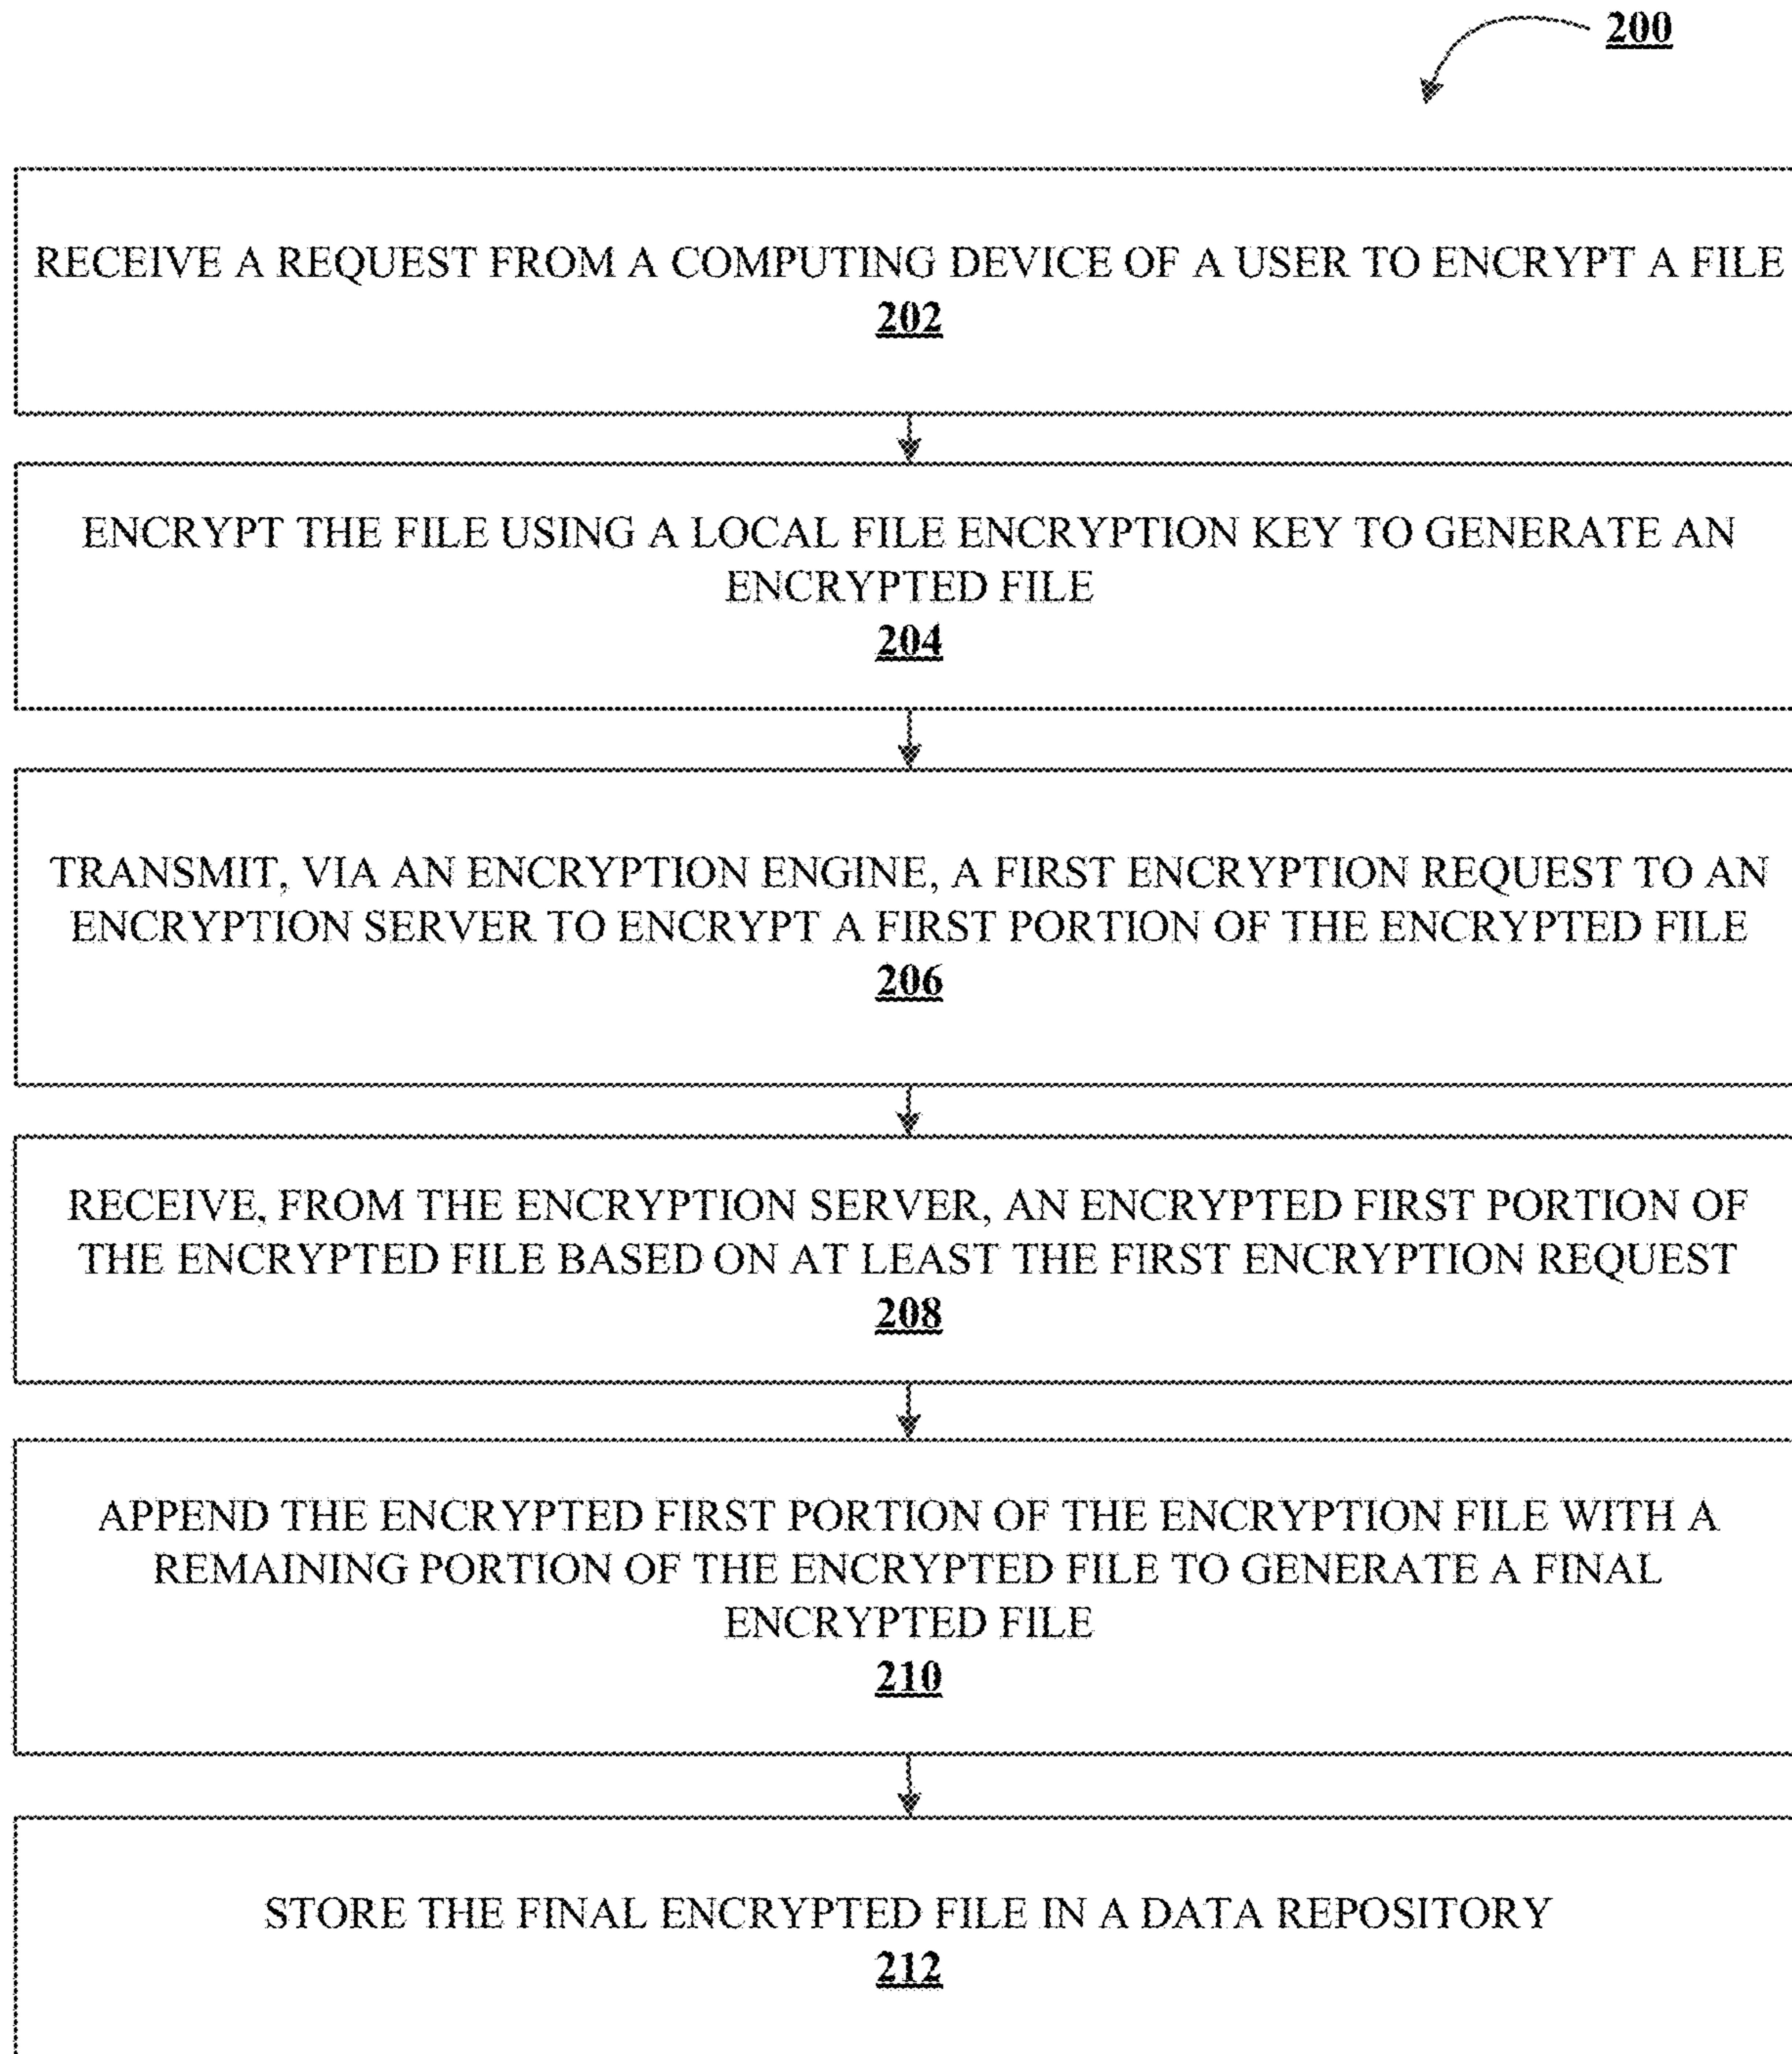 200
RECEIVE A REQUEST FROM A COMPUTING DEVICE OF A USER TO ENCRYPT A FILE
202
ENCRYPT THE FILE USING A LOCAL FILE ENCRYPTION KEY TO GENERATE AN
ENCRYPTED FILE
204
TRANSMIT, VIA AN ENCRYPTION ENGINE, A FIRST ENCRYPTION REQUEST TO AN
ENCRYPTION SERVER TO ENCRYPT A FIRST PORTION OF THE ENCRYPTED FILE
206
RECEIVE, FROM THE ENCRYPTION SERVER, AN ENCRYPTED FIRST PORTION OF
THE ENCRYPTED FILE BASED ON AT LEAST THE FIRST ENCRYPTION REQUEST
208
APPEND THE ENCRYPTED FIRST PORTION OF THE ENCRYPTION FILE WITH A
REMAINING PORTION OF THE ENCRYPTED FILE TO GENERATE A FINAL
ENCRYPTED FILE
210
STORE THE FINAL ENCRYPTED FILE IN A DATA REPOSITORY
212